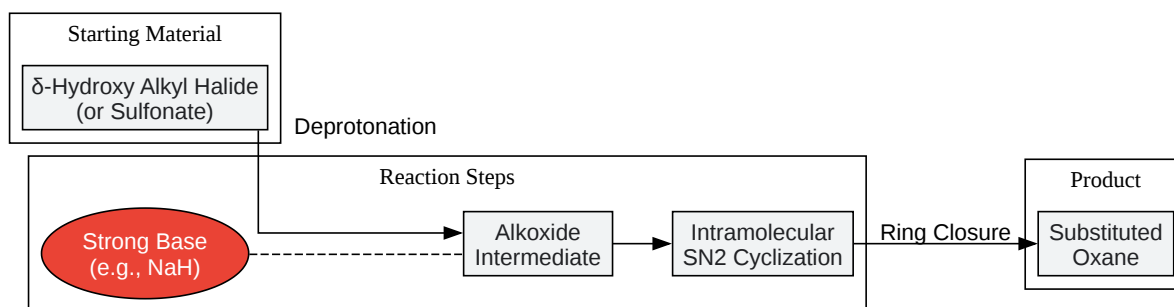 Starting Material
δ-Hydroxy Alkyl Halide
(or Sulfonate)
Deprotonation
Reaction Steps
Strong Base
(e.g., NaH)
Alkoxide
Intermediate
Intramolecular
SN2 Cyclization
Ring Closure
Product
Substituted
Oxane